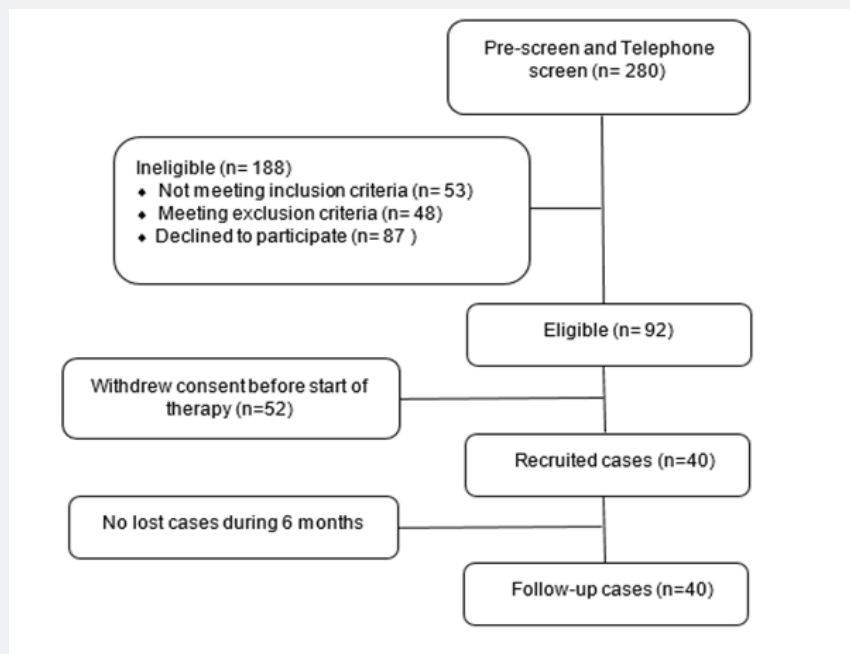 Pre-screen and Telephone
screen (n= 280)
Ineligible (n= 188)
⬥ Not meeting inclusion criteria (n= 53)
⬥ Meeting exclusion criteria (n= 48)
⬥ Declined to participate (n= 87 )
Eligible (n= 92)
Withdrew consent before start of
therapy (n=52)
Recruited cases (n=40)
No lost cases during 6 months
Follow-up cases (n=40)